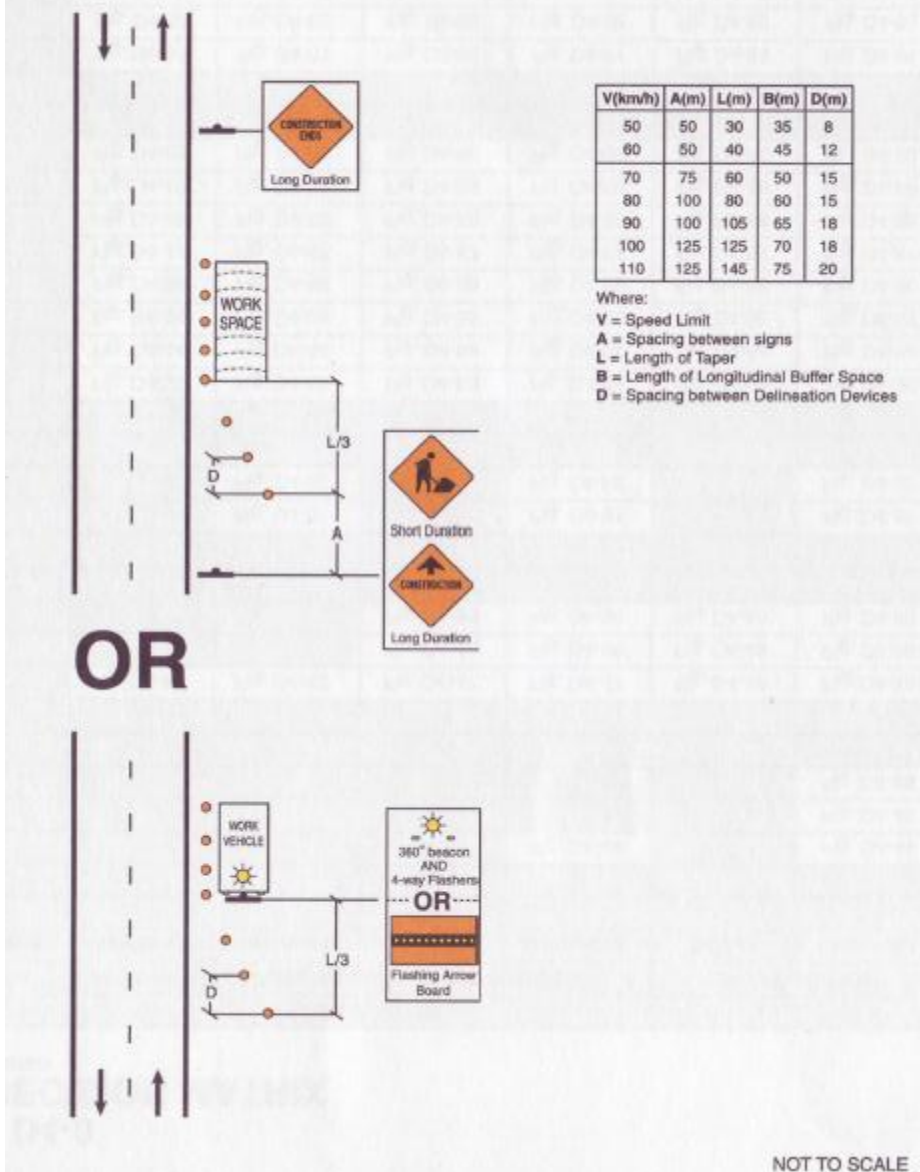 CONSTRUCTION
ENDS
Long Duration
V(km/h) A(m) L(m) B(m) D(m)
50 50 30 35 8
60 50 40 45 12
70 75 60 50 15
80 100 80 60 15
90 100 105 65 18
100 125 125 70 18
110 125 145 75 20
Where:
V = Speed Limit
A = Spacing between signs
L = Length of Taper
B = Length of Longitudinal Buffer Space
D = Spacing between Delineation Devices
WORK
SPACE
L/3
D
A
Short Duration
CONSTRUCTION
Long Duration
OR
WORK
VEHICLE
360° beacon
AND
4-way Flashers
OR
Flashing Arrow
Board
L/3
D
NOT TO SCALE